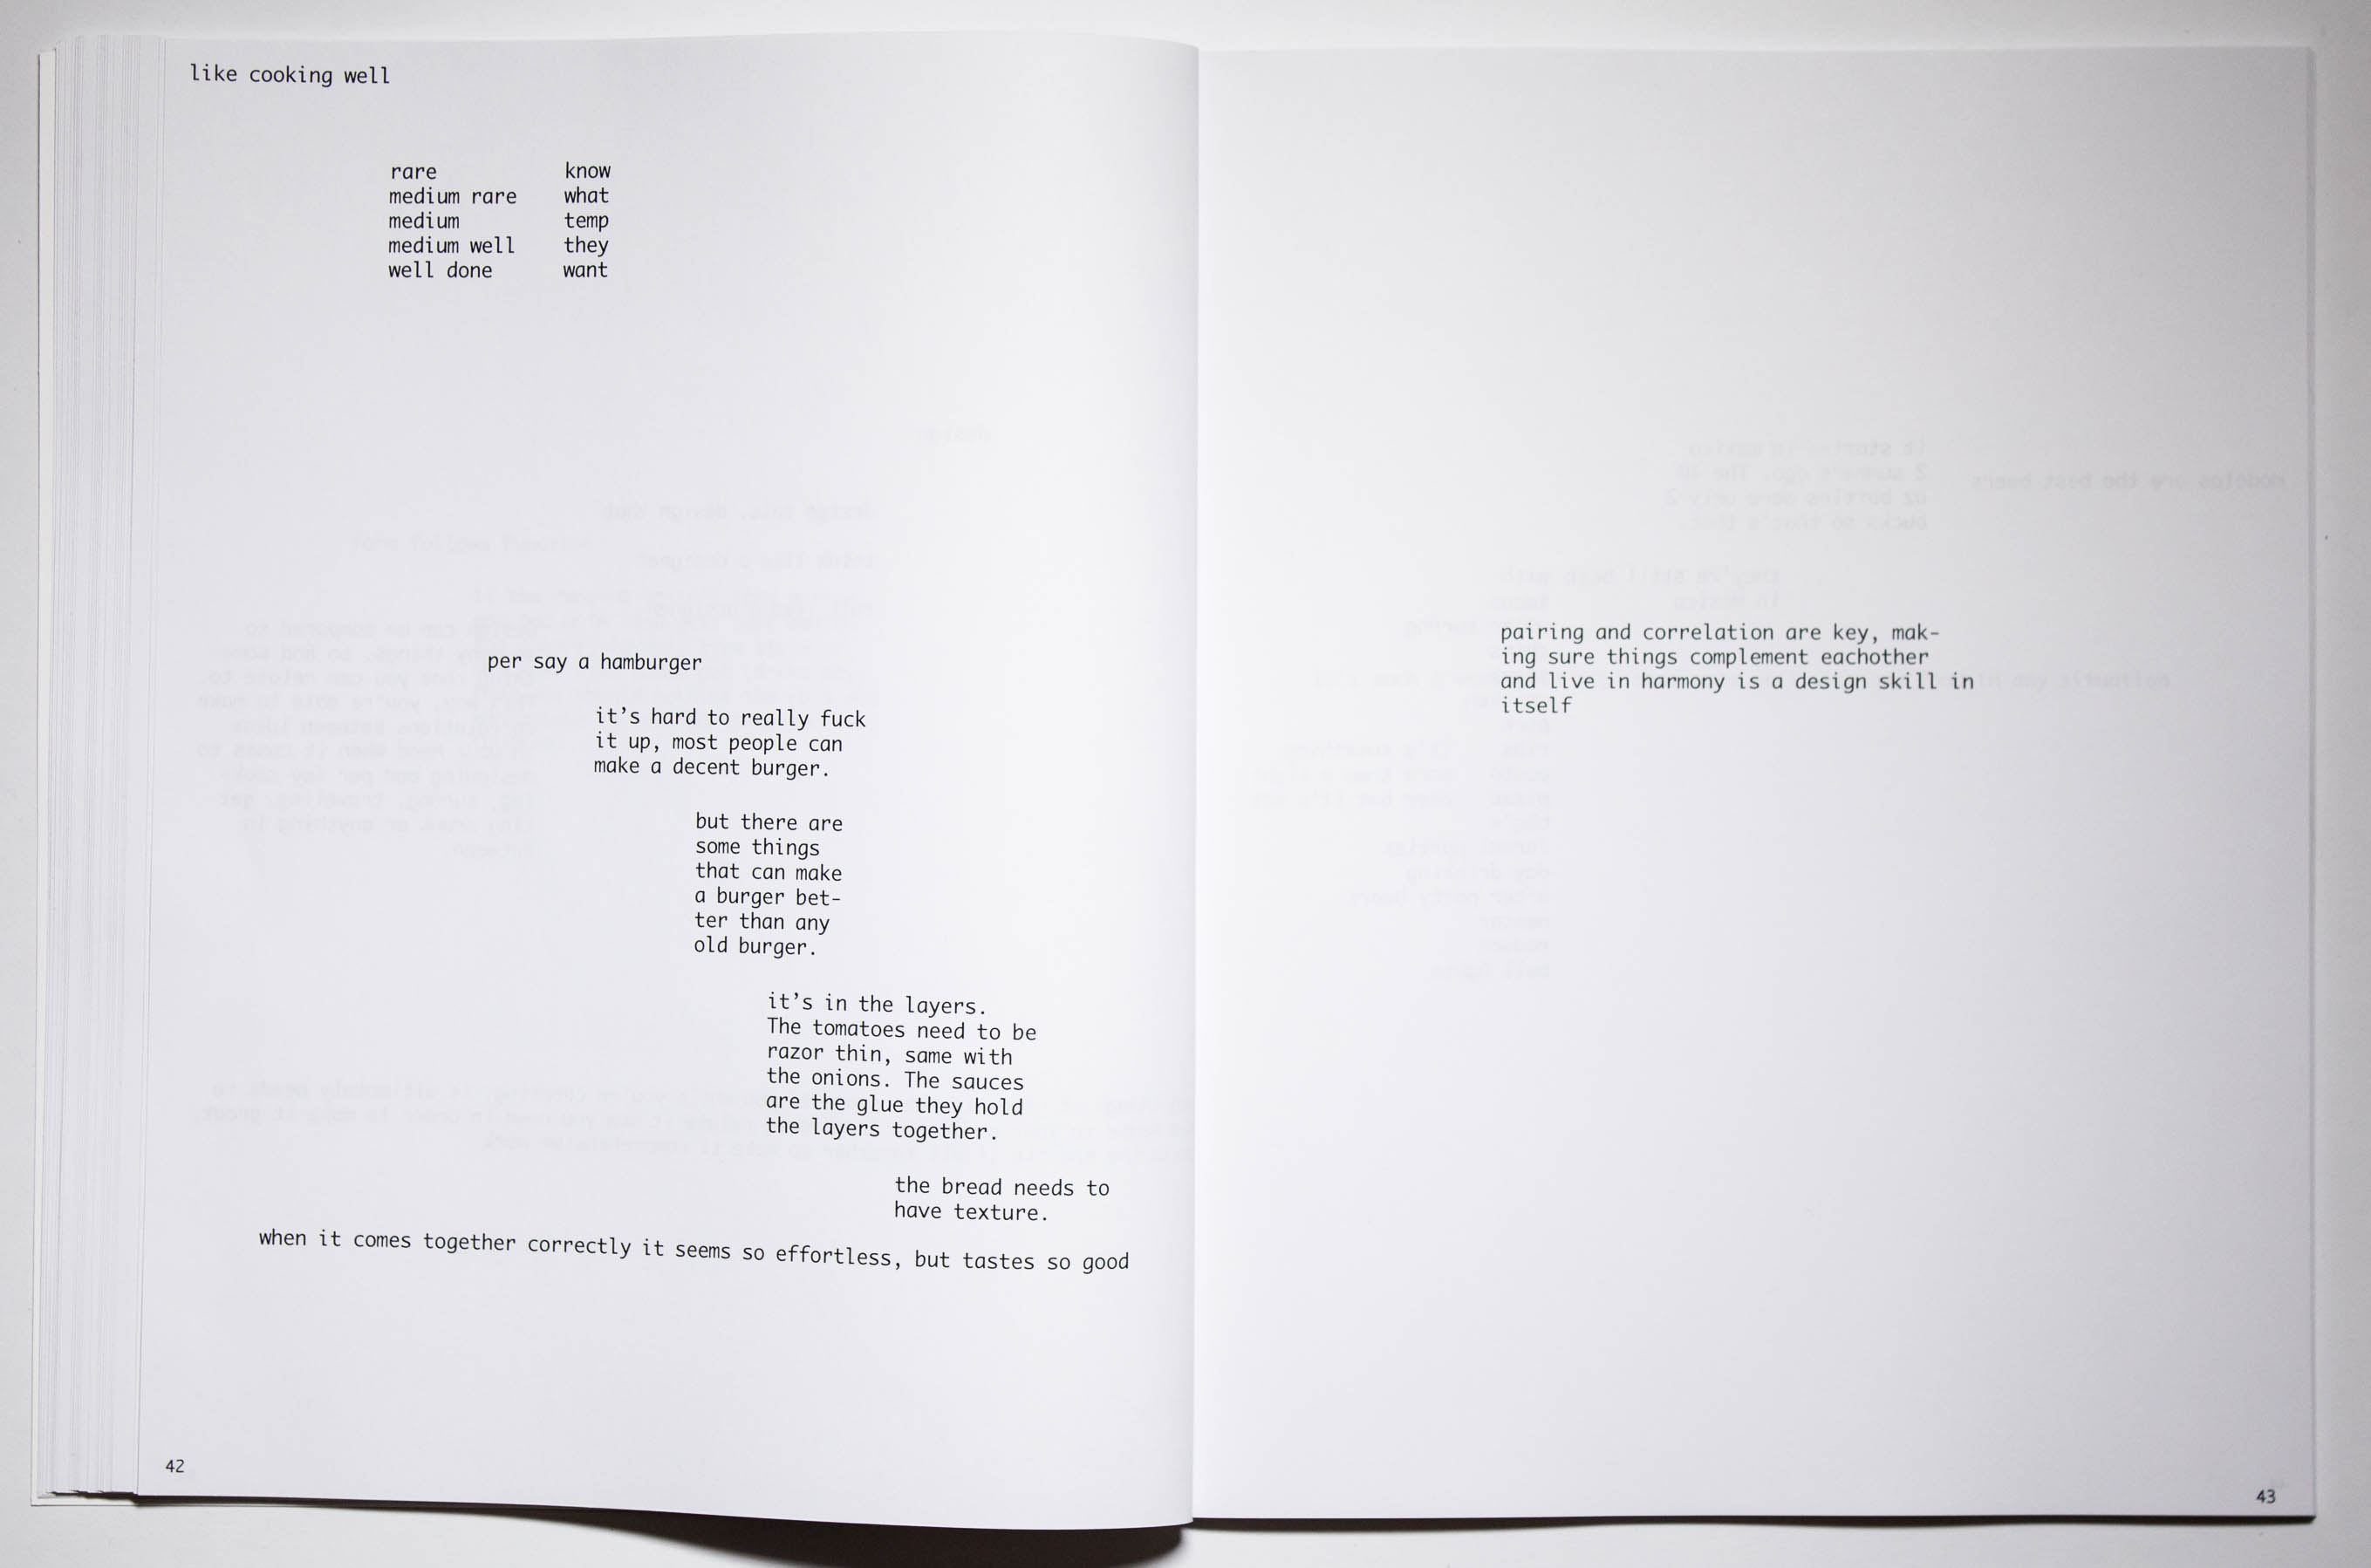 like cooking well
rare know
medium rare what
medium temp
medium well they
well done want
per say a hamburger
it's hard to really fuck
it up, most people can
make a decent burger.
but there are
some things
that can make
a burger bet-
ter than any
old burger.
it's in the layers.
The tomatoes need to be
razor thin, same with
the onions. The sauces
are the glue they hold
the layers together.
the bread needs to
have texture.
when it comes together correctly it seems so effortless, but tastes so good
42
pairing and correlation are key, mak-
ing sure things complement eachother
and live in harmony is a design skill in
itself
43